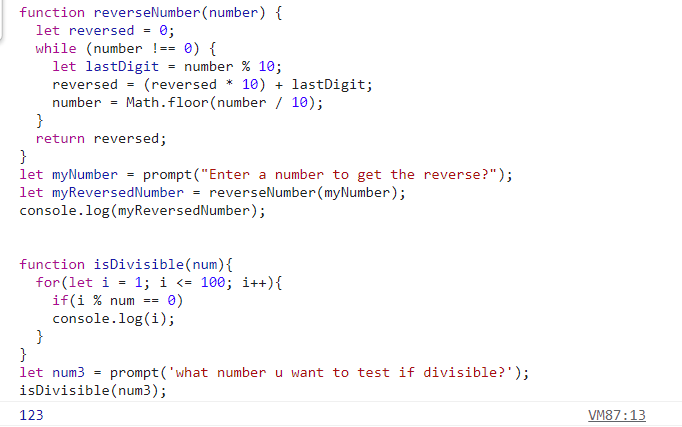 function reverseNumber(number) {
  let reversed = 0;
  while (number !== 0) {
    let lastDigit = number % 10;
    reversed = (reversed * 10) + lastDigit;
    number = Math.floor(number / 10);
  }
  return reversed;
}
let myNumber = prompt("Enter a number to get the reverse?");
let myReversedNumber = reverseNumber(myNumber);
console.log(myReversedNumber);

function isDivisible(num){
  for(let i = 1; i <= 100; i++){
    if(i % num == 0)
    console.log(i);
  }
}
let num3 = prompt('what number u want to test if divisible?');
isDivisible(num3);
123 VM87:13